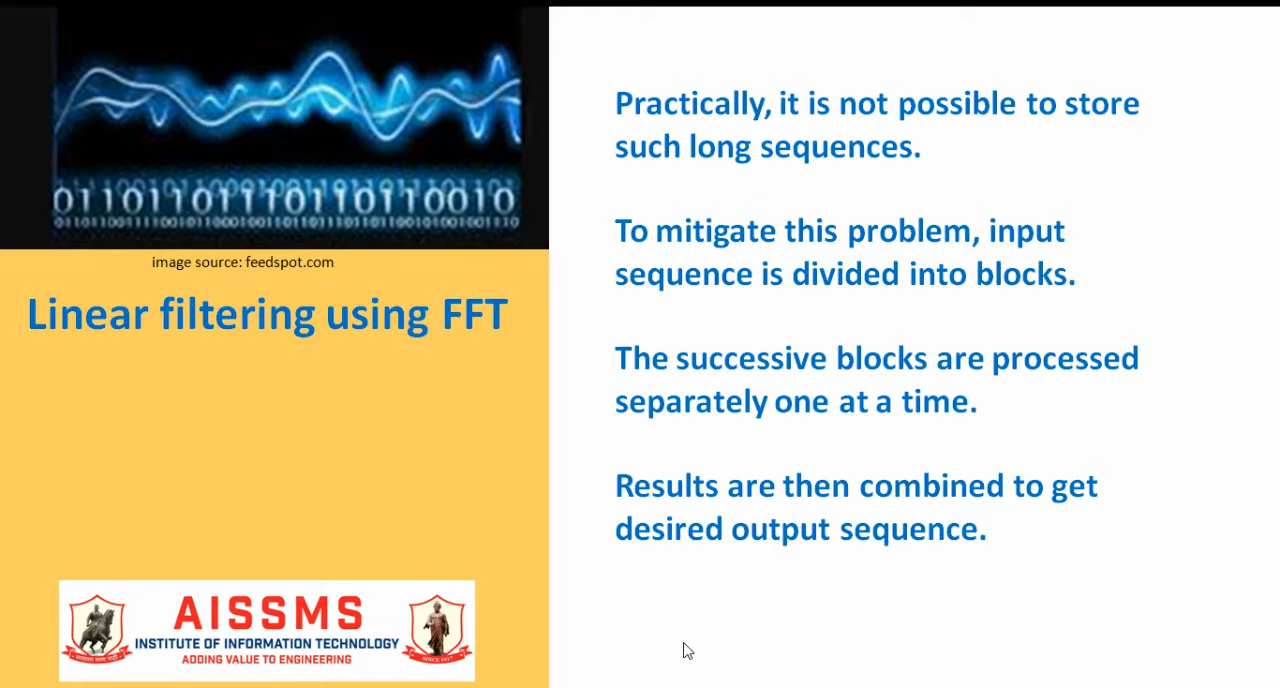 image source: feedspot.com
Linear filtering using FFT
Practically, it is not possible to store
such long sequences.
To mitigate this problem, input
sequence is divided into blocks.
The successive blocks are processed
separately one at a time.
Results are then combined to get
desired output sequence.
AISSMS
INSTITUTE OF INFORMATION TECHNOLOGY
ADDING VALUE TO ENGINEERING
SINCE 1917